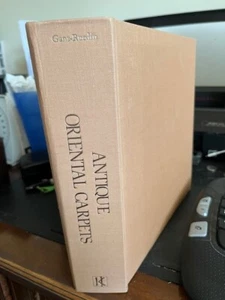 Gans-Ruedin
ANTIQUE
ORIENTAL CARPETS